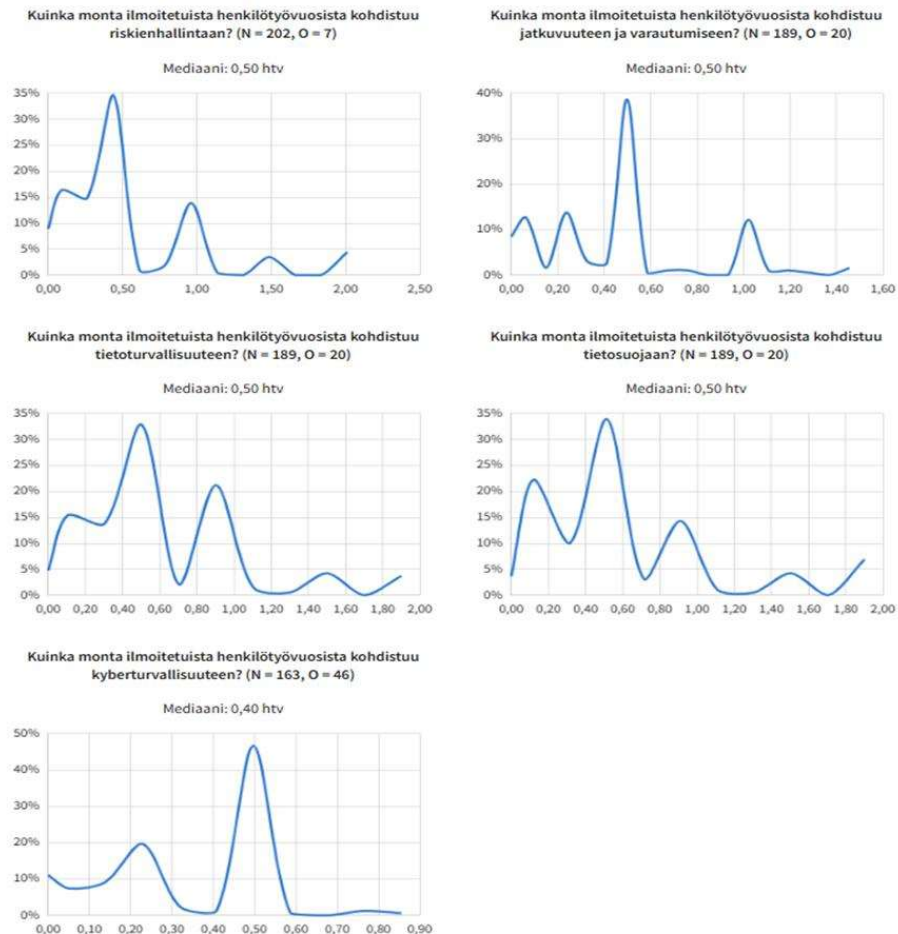 Kuinka monta ilmoitetuista henkilötyövuosista kohdistuu
riskienhallintaan? (N = 202, O = 7)
Mediaani: 0,50 htv
35%
30%
25%
20%
15%
10%
5%
0%
0,00 0,50 1,00 1,50 2,00 2,50
Kuinka monta ilmoitetuista henkilötyövuosista kohdistuu
jatkuvuuteen ja varautumiseen? (N = 189, O = 20)
Mediaani: 0,50 htv
40%
30%
20%
10%
0%
0,00 0,20 0,40 0,60 0,80 1,00 1,20 1,40 1,60
Kuinka monta ilmoitetuista henkilötyövuosista kohdistuu
tietoturvallisuuteen? (N = 189, O = 20)
Mediaani: 0,50 htv
35%
30%
25%
20%
15%
10%
5%
0%
0,00 0,20 0,40 0,60 0,80 1,00 1,20 1,40 1,60 1,80 2,00
Kuinka monta ilmoitetuista henkilötyövuosista kohdistuu
tietosuojaan? (N = 189, O = 20)
Mediaani: 0,50 htv
35%
30%
25%
20%
15%
10%
5%
0%
0,00 0,20 0,40 0,60 0,80 1,00 1,20 1,40 1,60 1,80 2,00
Kuinka monta ilmoitetuista henkilötyövuosista kohdistuu
kyberturvallisuuteen? (N = 163, O = 46)
Mediaani: 0,40 htv
50%
40%
30%
20%
10%
0%
0,00 0,10 0,20 0,30 0,40 0,50 0,60 0,70 0,80 0,90